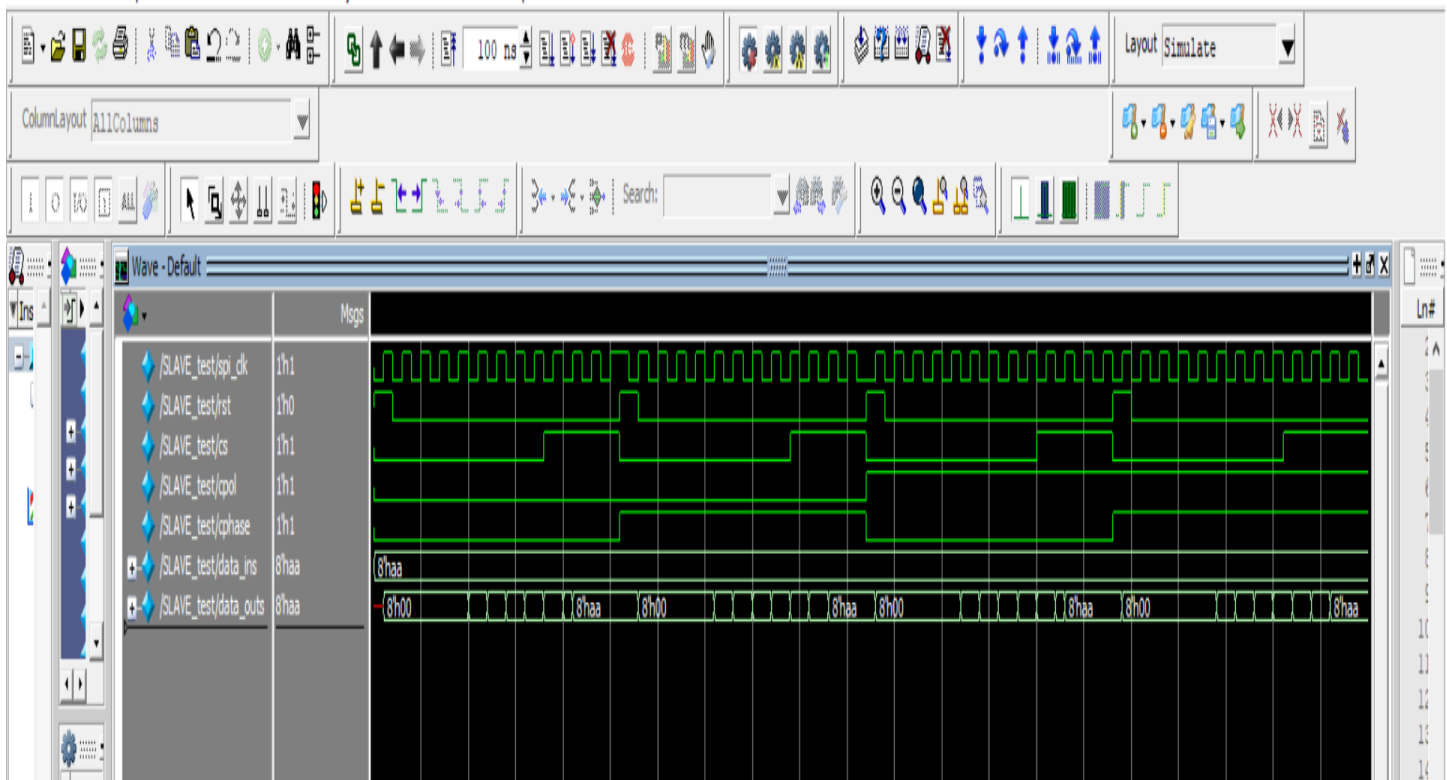 100 ns
Layout Simulate
ColumnLayout AllColumns
I O I/O ALL
Search:
Wave - Default
Ins
Msgs
Ln#
/SLAVE_test/spi_clk 1'h1
/SLAVE_test/rst 1'h0
/SLAVE_test/cs 1'h1
/SLAVE_test/cpol 1'h1
/SLAVE_test/cphase 1'h1
/SLAVE_test/data_ins 8'haa 8'haa
/SLAVE_test/data_outs 8'haa 8'h00 8'haa 8'h00 8'haa 8'h00 8'haa 8'h00 8'haa